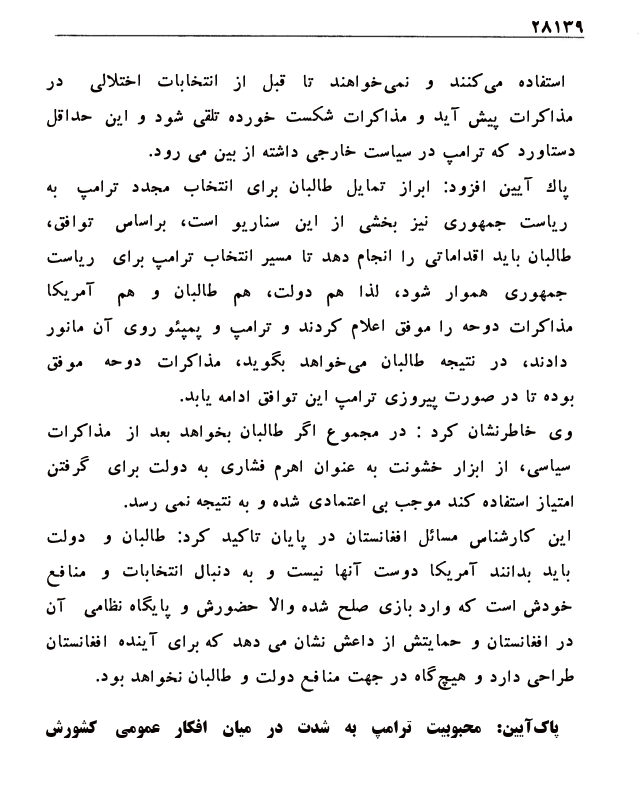 ۲۸۱۳۹
استفاده می‌کنند و نمی‌خواهند تا قبل از انتخابات اختلالی در
مذاکرات پیش آید و مذاکرات شکست خورده تلقی شود و این حداقل
دستاورد که ترامپ در سیاست خارجی داشته از بین می رود.
پاك آیین افزود: ابراز تمایل طالبان برای انتخاب مجدد ترامپ به
ریاست جمهوری نیز بخشی از این سناریو است، براساس توافق،
طالبان باید اقداماتی را انجام دهد تا مسیر انتخاب ترامپ برای ریاست
جمهوری هموار شود، لذا هم دولت، هم طالبان و هم آمریکا
مذاکرات دوحه را موفق اعلام کردند و ترامپ و پمپئو روی آن مانور
دادند، در نتیجه طالبان می‌خواهد بگوید، مذاکرات دوحه موفق
بوده تا در صورت پیروزی ترامپ این توافق ادامه یابد.
وی خاطرنشان کرد : در مجموع اگر طالبان بخواهد بعد از مذاکرات
سیاسی، از ابزار خشونت به عنوان اهرم فشاری به دولت برای گرفتن
امتیاز استفاده کند موجب بی اعتمادی شده و به نتیجه نمی رسد.
این کارشناس مسائل افغانستان در پایان تاکید کرد: طالبان و دولت
باید بدانند آمریکا دوست آنها نیست و به دنبال انتخابات و منافع
خودش است که وارد بازی صلح شده والا حضورش و پایگاه نظامی آن
در افغانستان و حمایتش از داعش نشان می دهد که برای آینده افغانستان
طراحی دارد و هیچ‌گاه در جهت منافع دولت و طالبان نخواهد بود.
پاک‌آیین: محبوبیت ترامپ به شدت در میان افکار عمومی کشورش